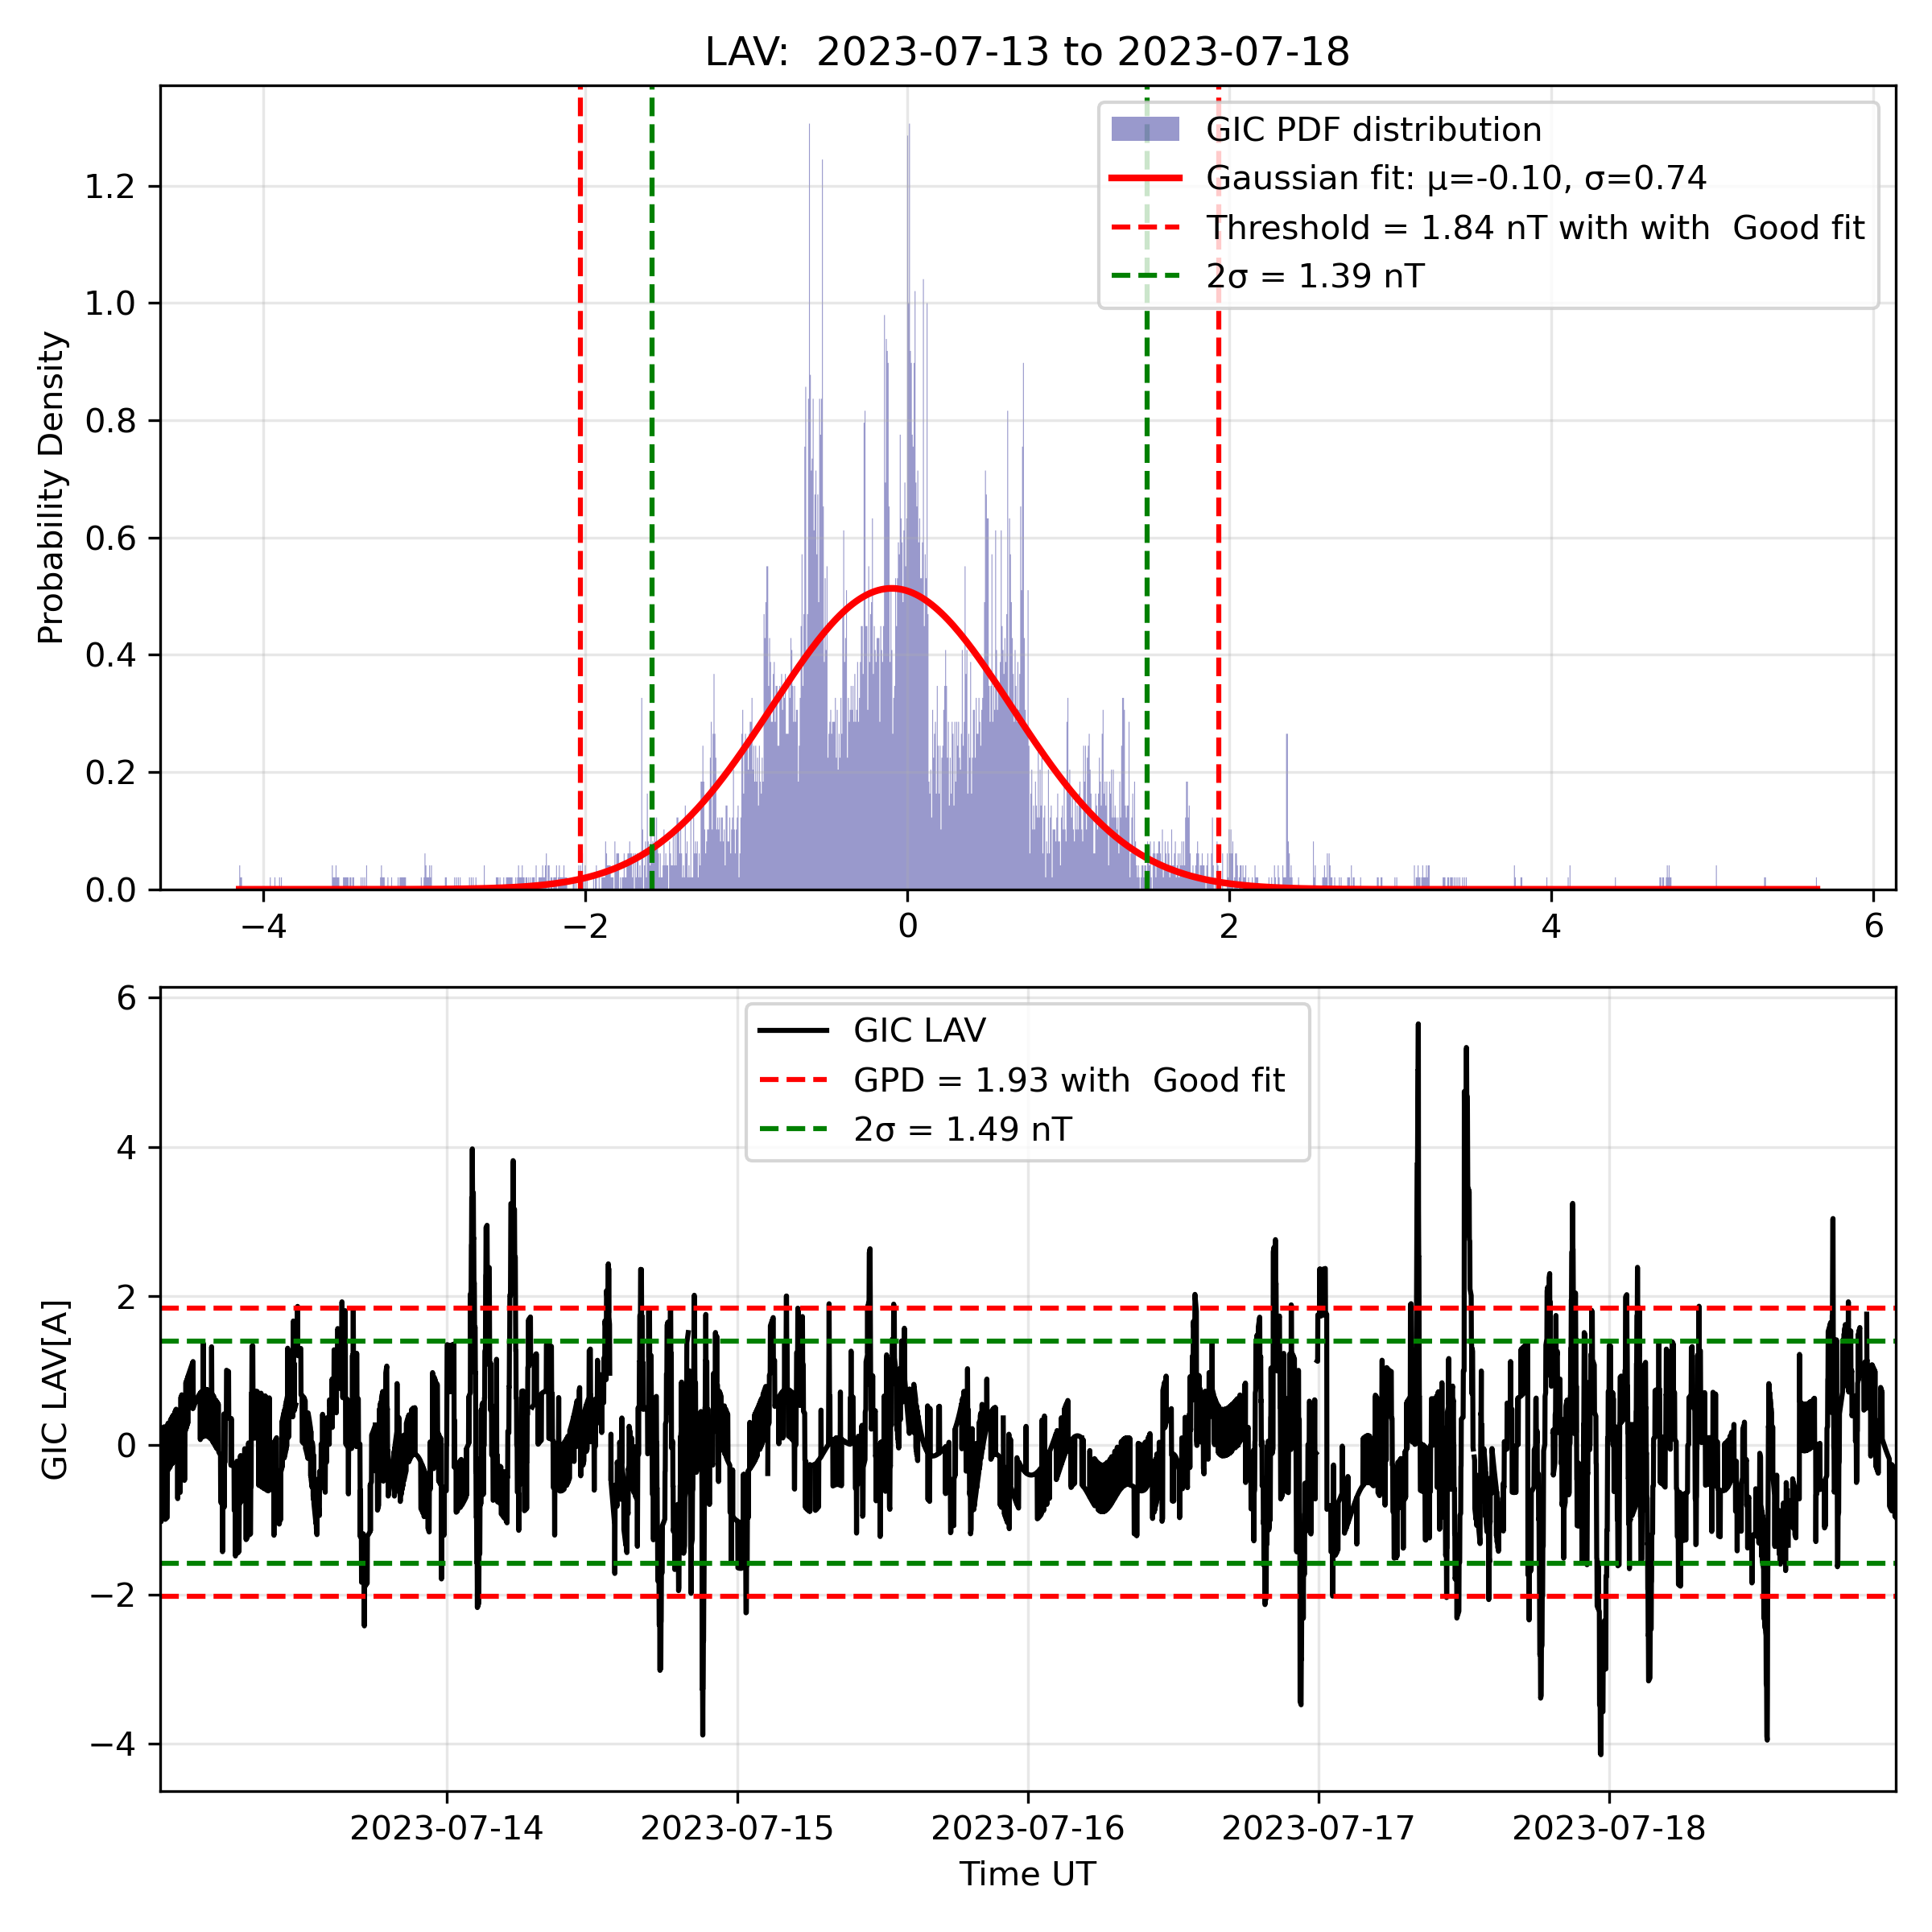 LAV:  2023-07-13 to 2023-07-18
GIC PDF distribution
Gaussian fit: μ=-0.10, σ=0.74
Threshold = 1.84 nT with with  Good fit
2σ = 1.39 nT
Probability Density
1.2
1.0
0.8
0.6
0.4
0.2
0.0
−4 −2 0 2 4 6
GIC LAV
GPD = 1.93 with  Good fit
2σ = 1.49 nT
GIC LAV[A]
6
4
2
0
−2
−4
2023-07-14 2023-07-15 2023-07-16 2023-07-17 2023-07-18
Time UT